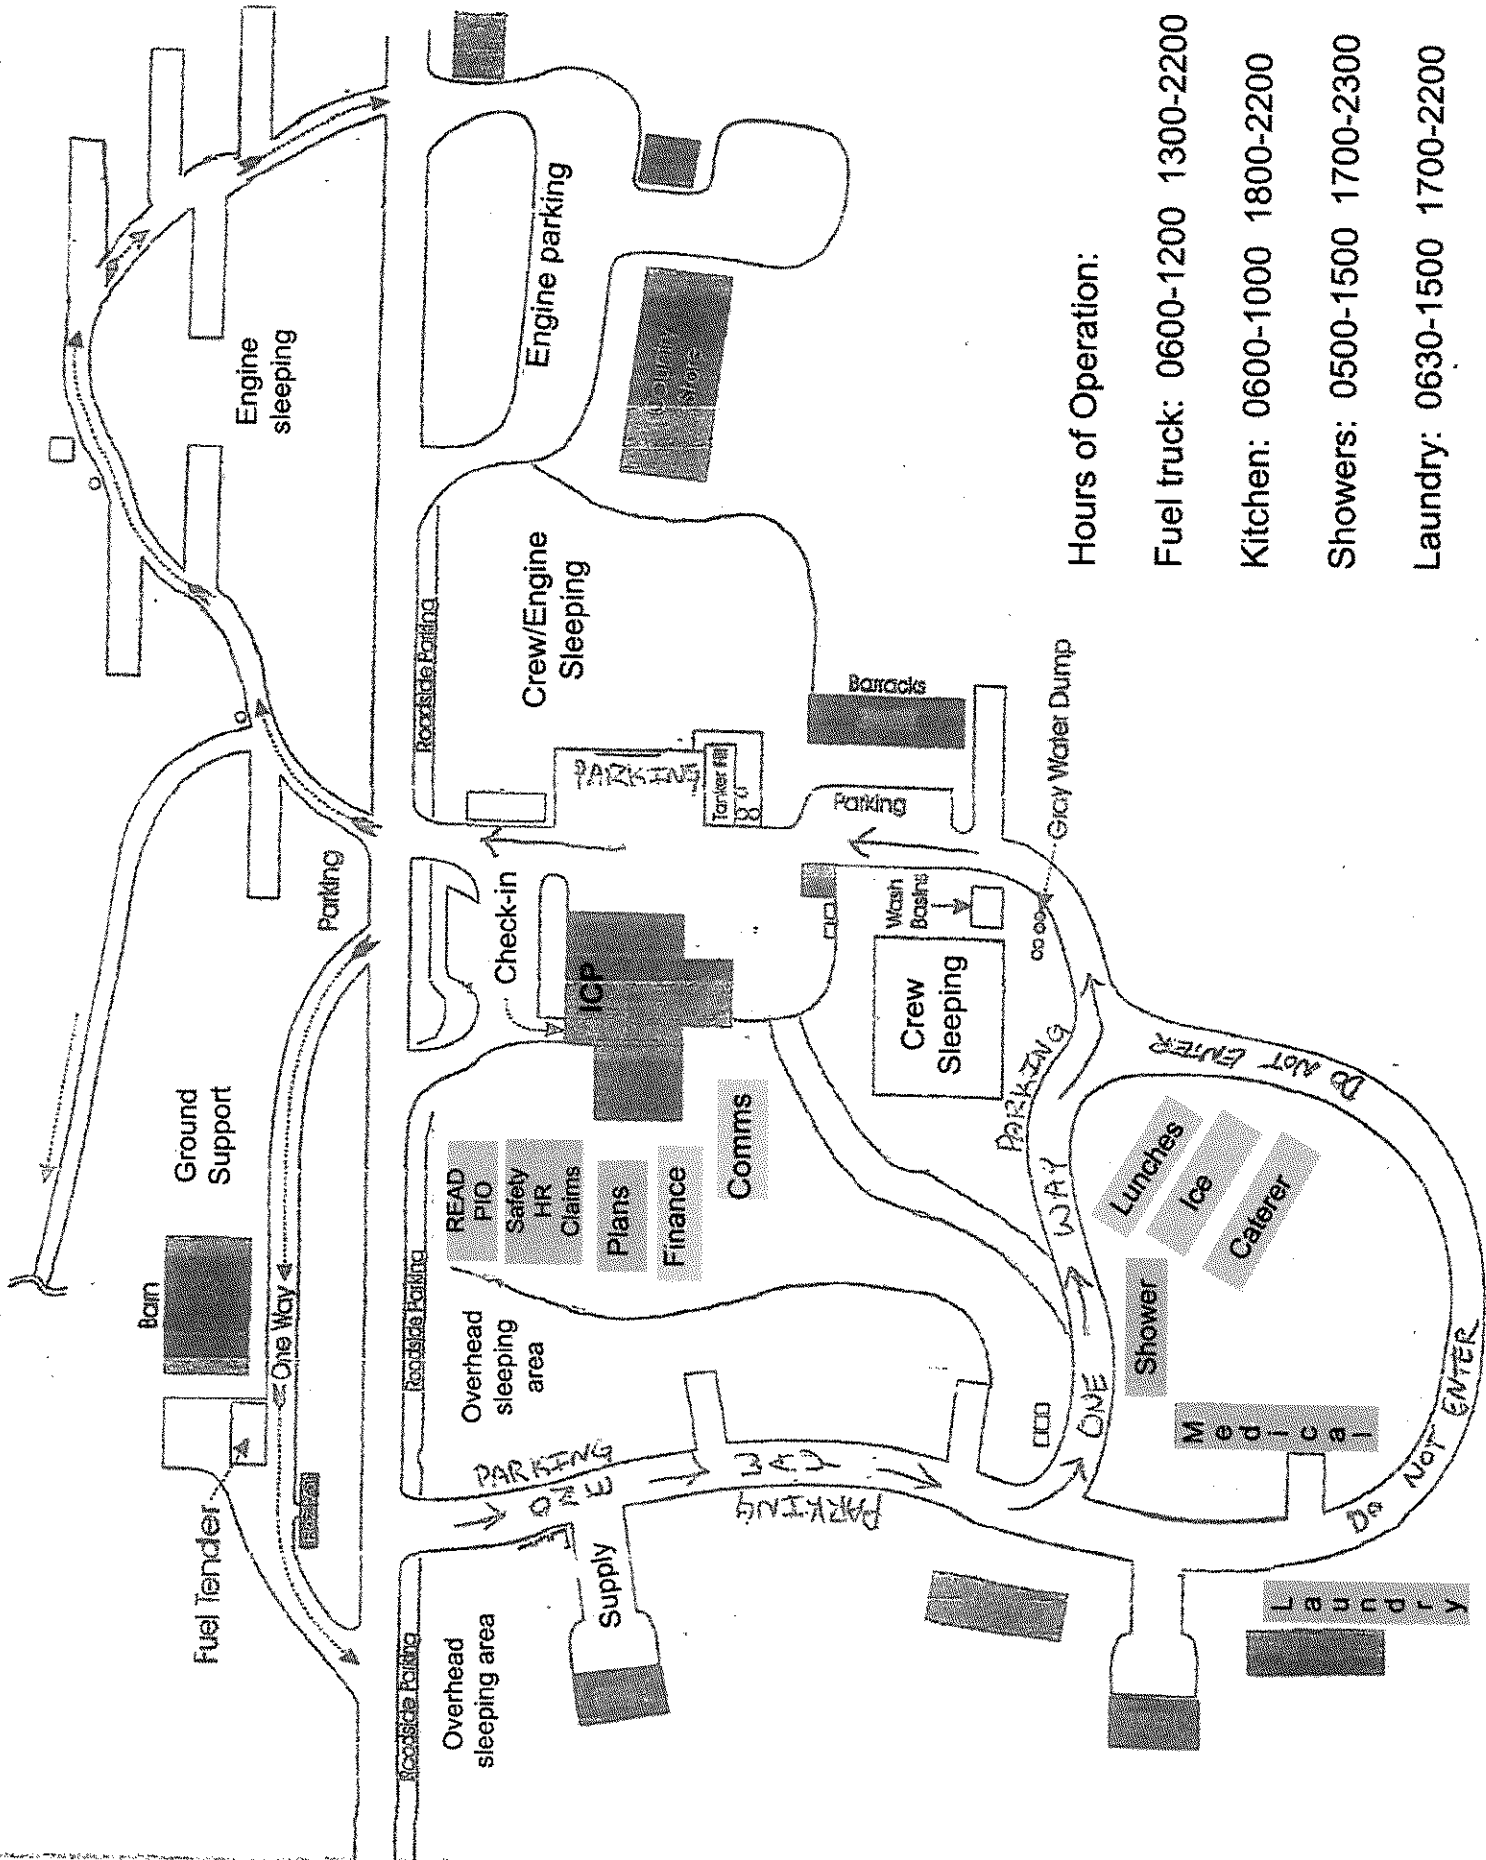 Barn
Fuel Tender
Ground
Support
One Way
Parking
Engine
sleeping
Roadside Parking
Roadside Parking
Roadside Parking
Overhead
sleeping area
Overhead
sleeping
area
READ
PIO
Safety
HR
Claims
Plans
Finance
Comms
Check-in
ICP
PARKING
Tanker Fill
Crew/Engine
Sleeping
Engine parking
Supply
PARKING
ONE
WAY
PARKING
Parking
Barracks
Wash
Basins
Crew
Sleeping
Gray Water Dump
PARKING
ONE WAY
Shower
Lunches
Ice
Caterer
Medical
Laundry
DO NOT ENTER
DO NOT ENTER
Hours of Operation:
Fuel truck: 0600-1200 1300-2200
Kitchen: 0600-1000 1800-2200
Showers: 0500-1500 1700-2300
Laundry: 0630-1500 1700-2200